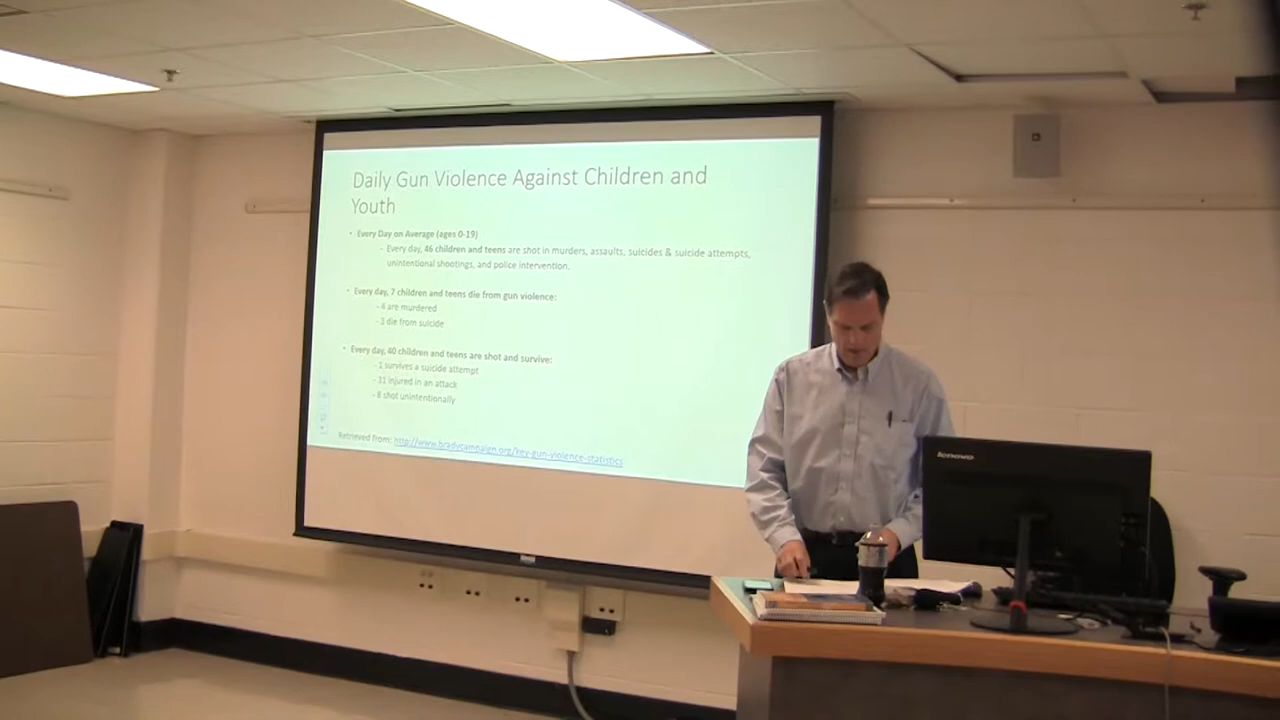 Daily Gun Violence Against Children and
Youth
• Every Day on Average (ages 0-19)
– Every day, 46 children and teens are shot in murders, assaults, suicides & suicide attempts,
unintentional shootings, and police intervention.
• Every day, 7 children and teens die from gun violence:
– 4 are murdered
– 3 die from suicide
• Every day, 40 children and teens are shot and survive:
– 1 survives a suicide attempt
– 31 injured in an attack
– 8 shot unintentionally
Retrieved from: http://www.bradycampaign.org/key-gun-violence-statistics
lenovo